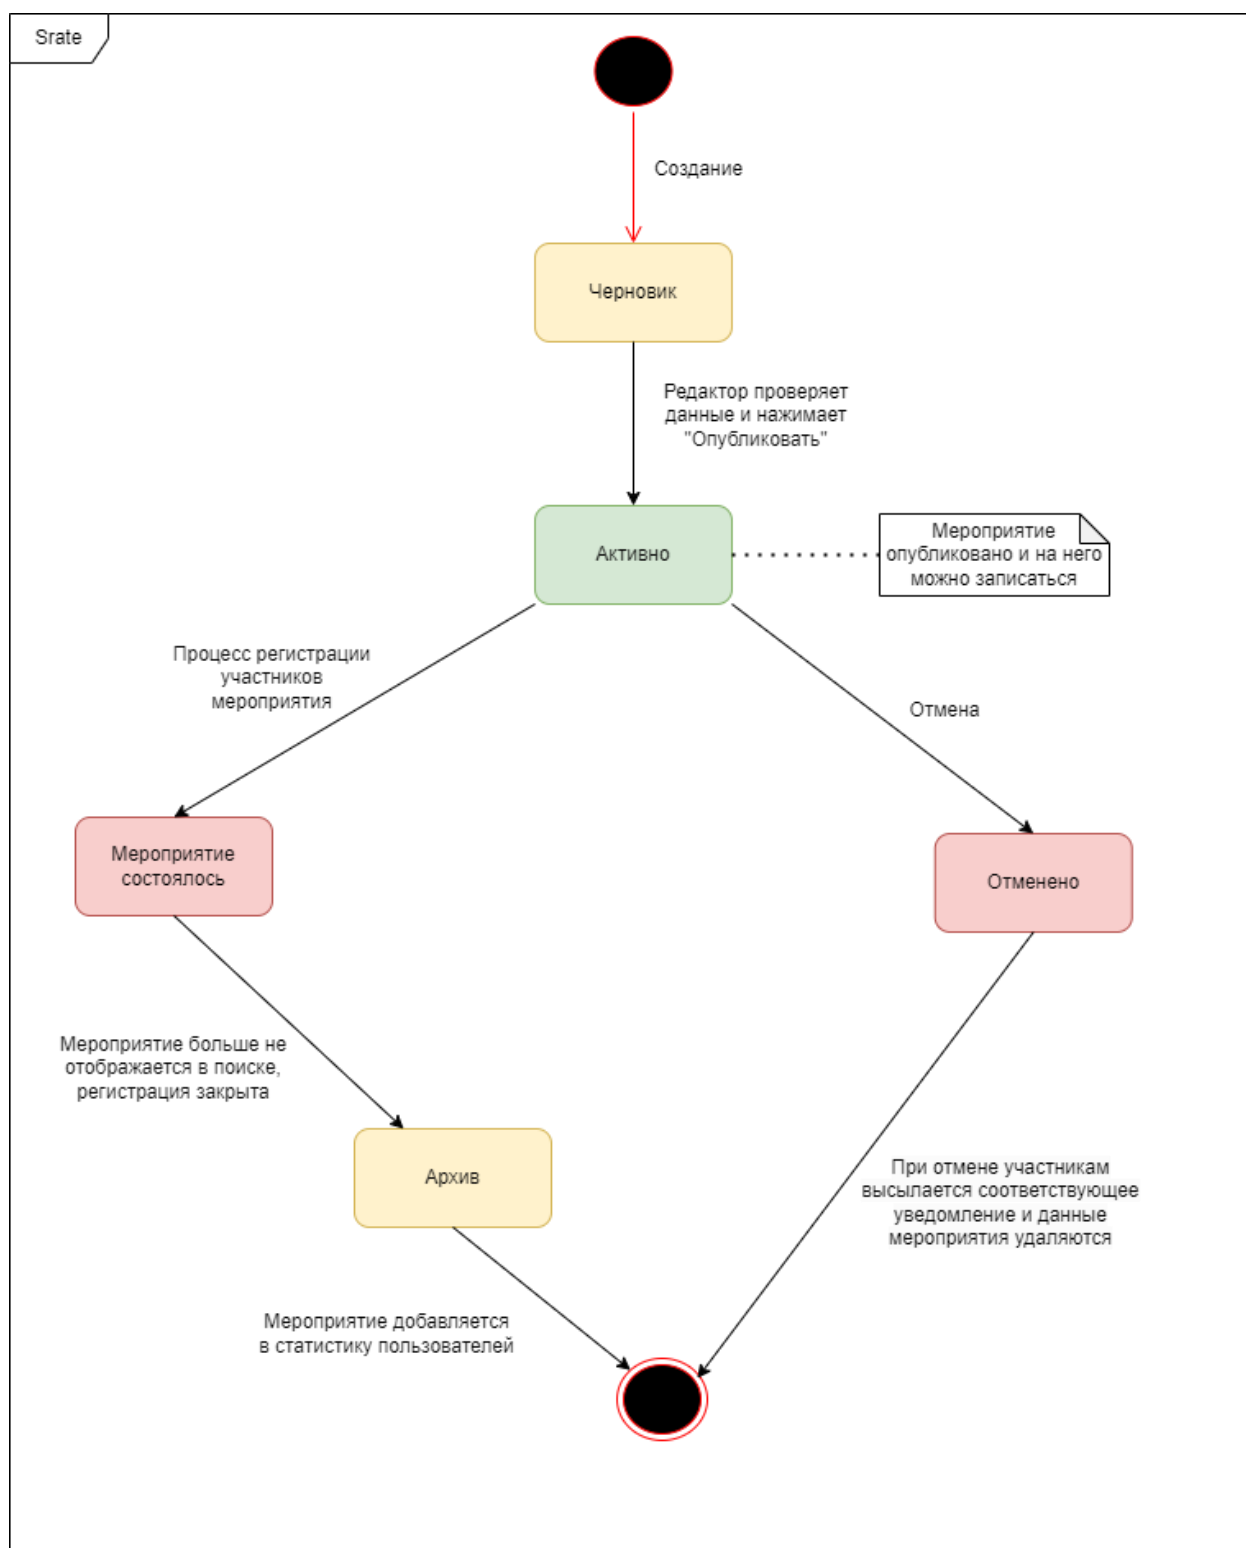 Srate
Создание
Черновик
Редактор проверяет
данные и нажимает
"Опубликовать"
Активно
Мероприятие
опубликовано и на него
можно записаться
Процесс регистрации
участников
мероприятия
Отмена
Мероприятие
состоялось
Отменено
Мероприятие больше не
отображается в поиске,
регистрация закрыта
Архив
При отмене участникам
высылается соответствующее
уведомление и данные
мероприятия удаляются
Мероприятие добавляется
в статистику пользователей